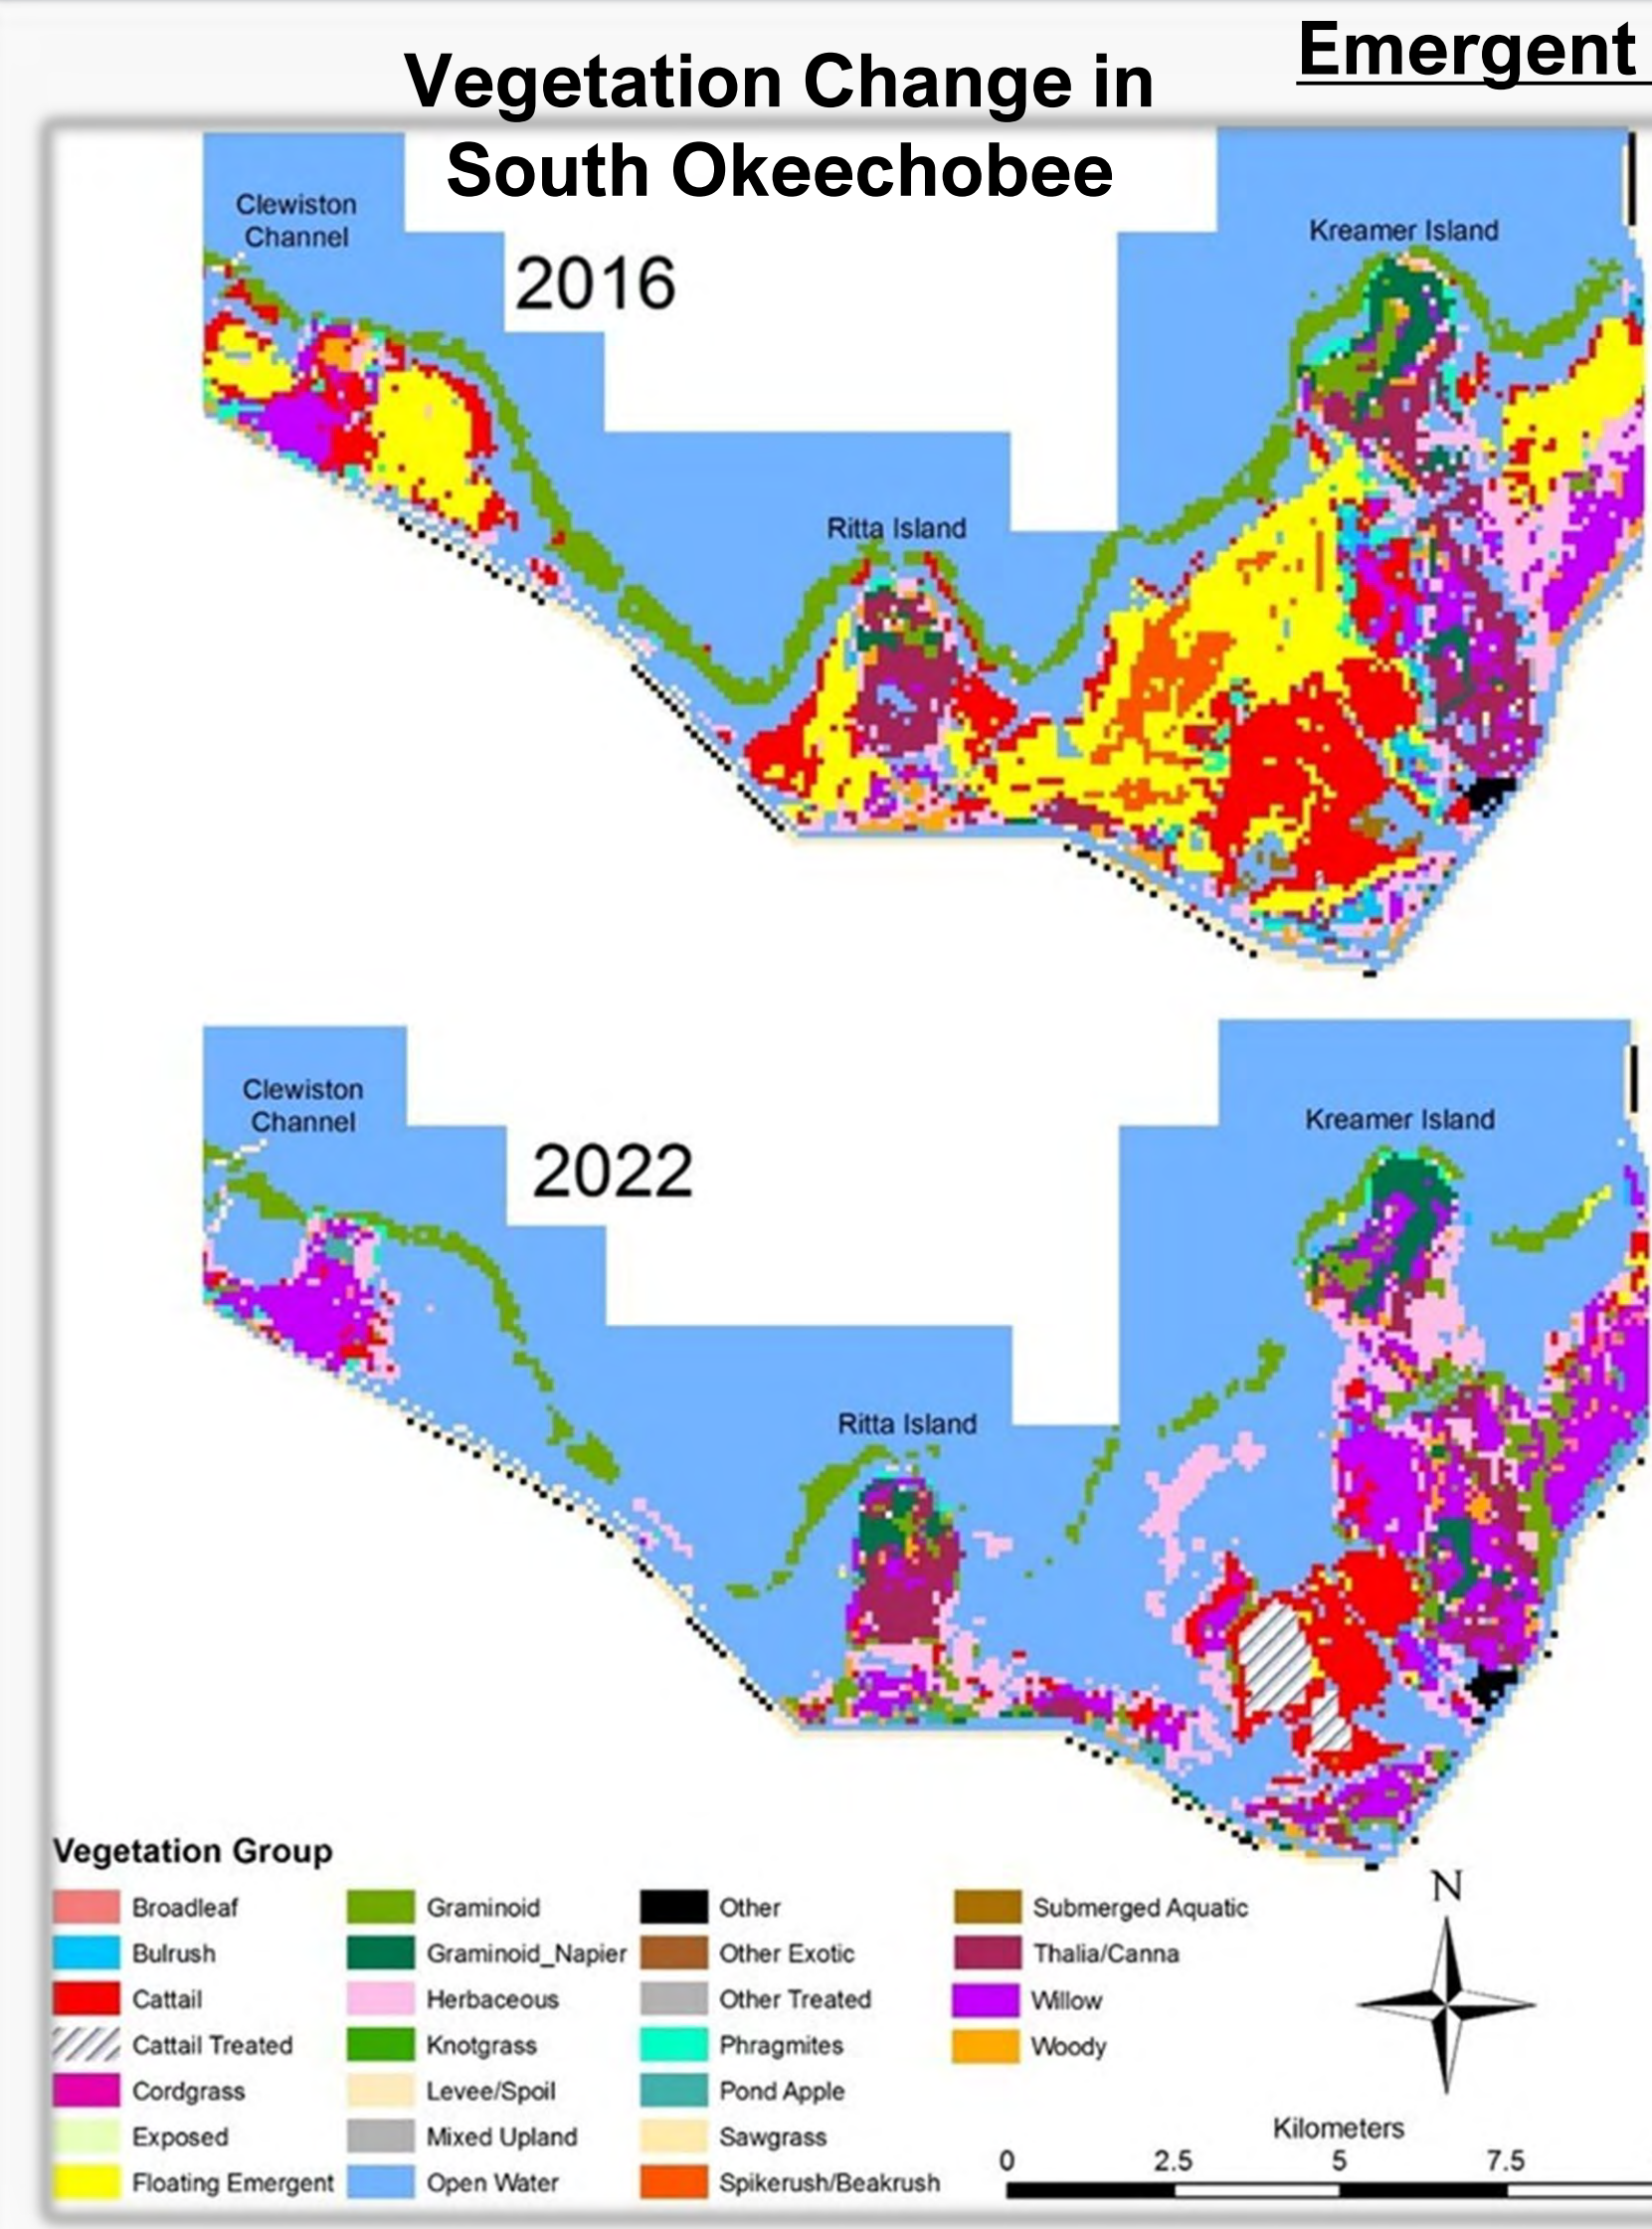 Emergent
Vegetation Change in
South Okeechobee
Clewiston
Channel
Kreamer Island
2016
Ritta Island
Clewiston
Channel
Kreamer Island
2022
Ritta Island
Vegetation Group
Broadleaf
Bulrush
Cattail
Cattail Treated
Cordgrass
Exposed
Floating Emergent
Graminoid
Graminoid_Napier
Herbaceous
Knotgrass
Levee/Spoil
Mixed Upland
Open Water
Other
Other Exotic
Other Treated
Phragmites
Pond Apple
Sawgrass
Spikerush/Beakrush
Submerged Aquatic
Thalia/Canna
Willow
Woody
N
Kilometers
0 2.5 5 7.5